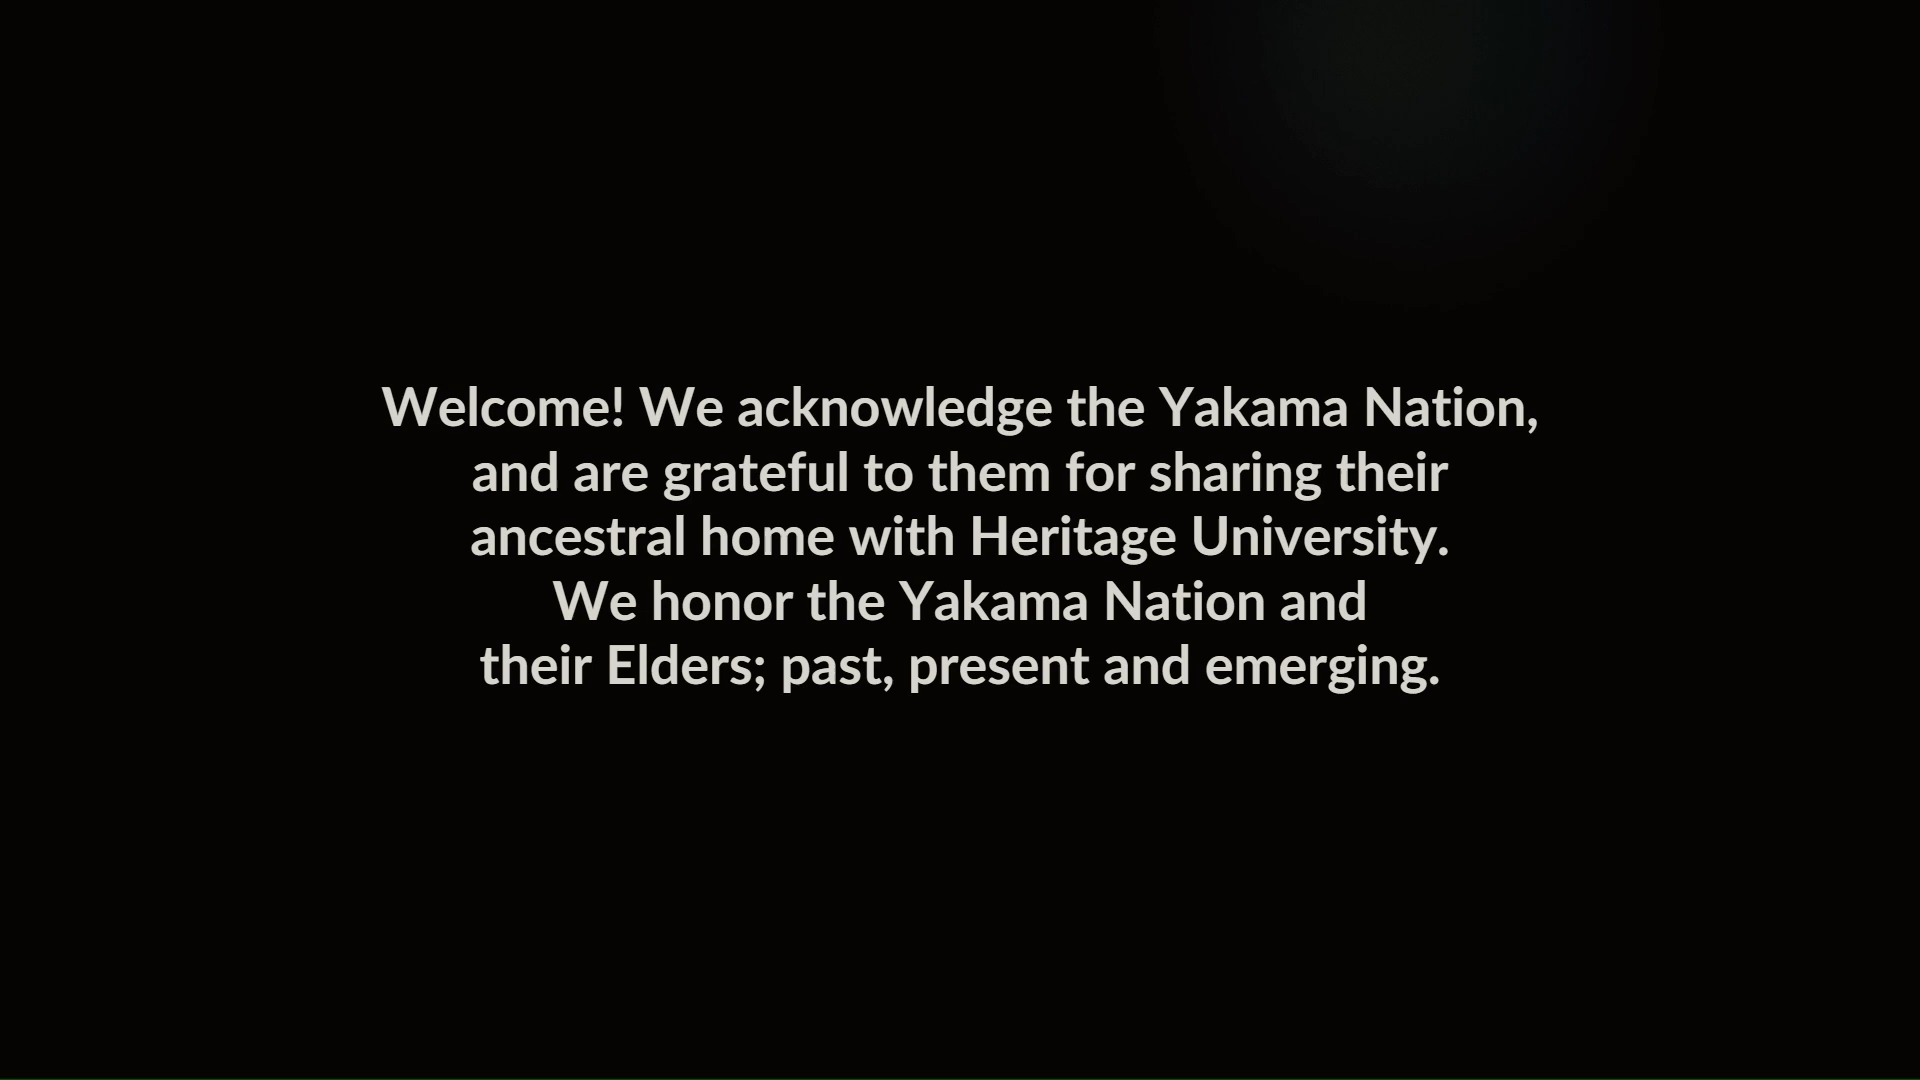 Welcome! We acknowledge the Yakama Nation,
and are grateful to them for sharing their
ancestral home with Heritage University.
We honor the Yakama Nation and
their Elders; past, present and emerging.